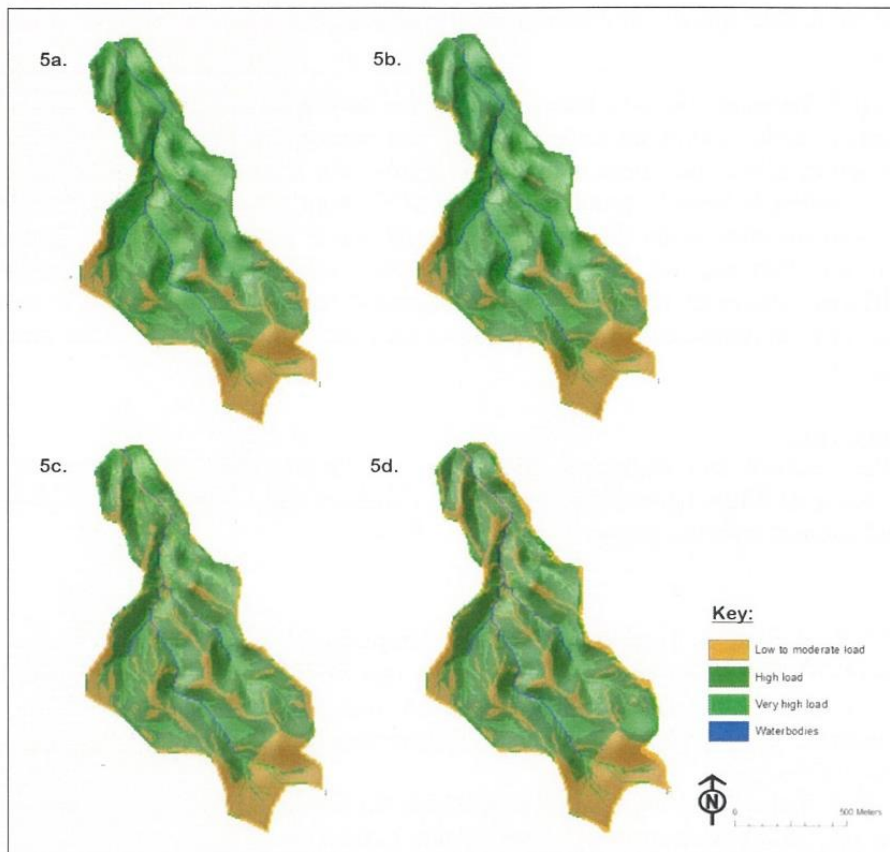 5a.
5b.
5c.
5d.
Key:
Low to moderate load
High load
Very high load
Waterbodies
N
0 500 Meters